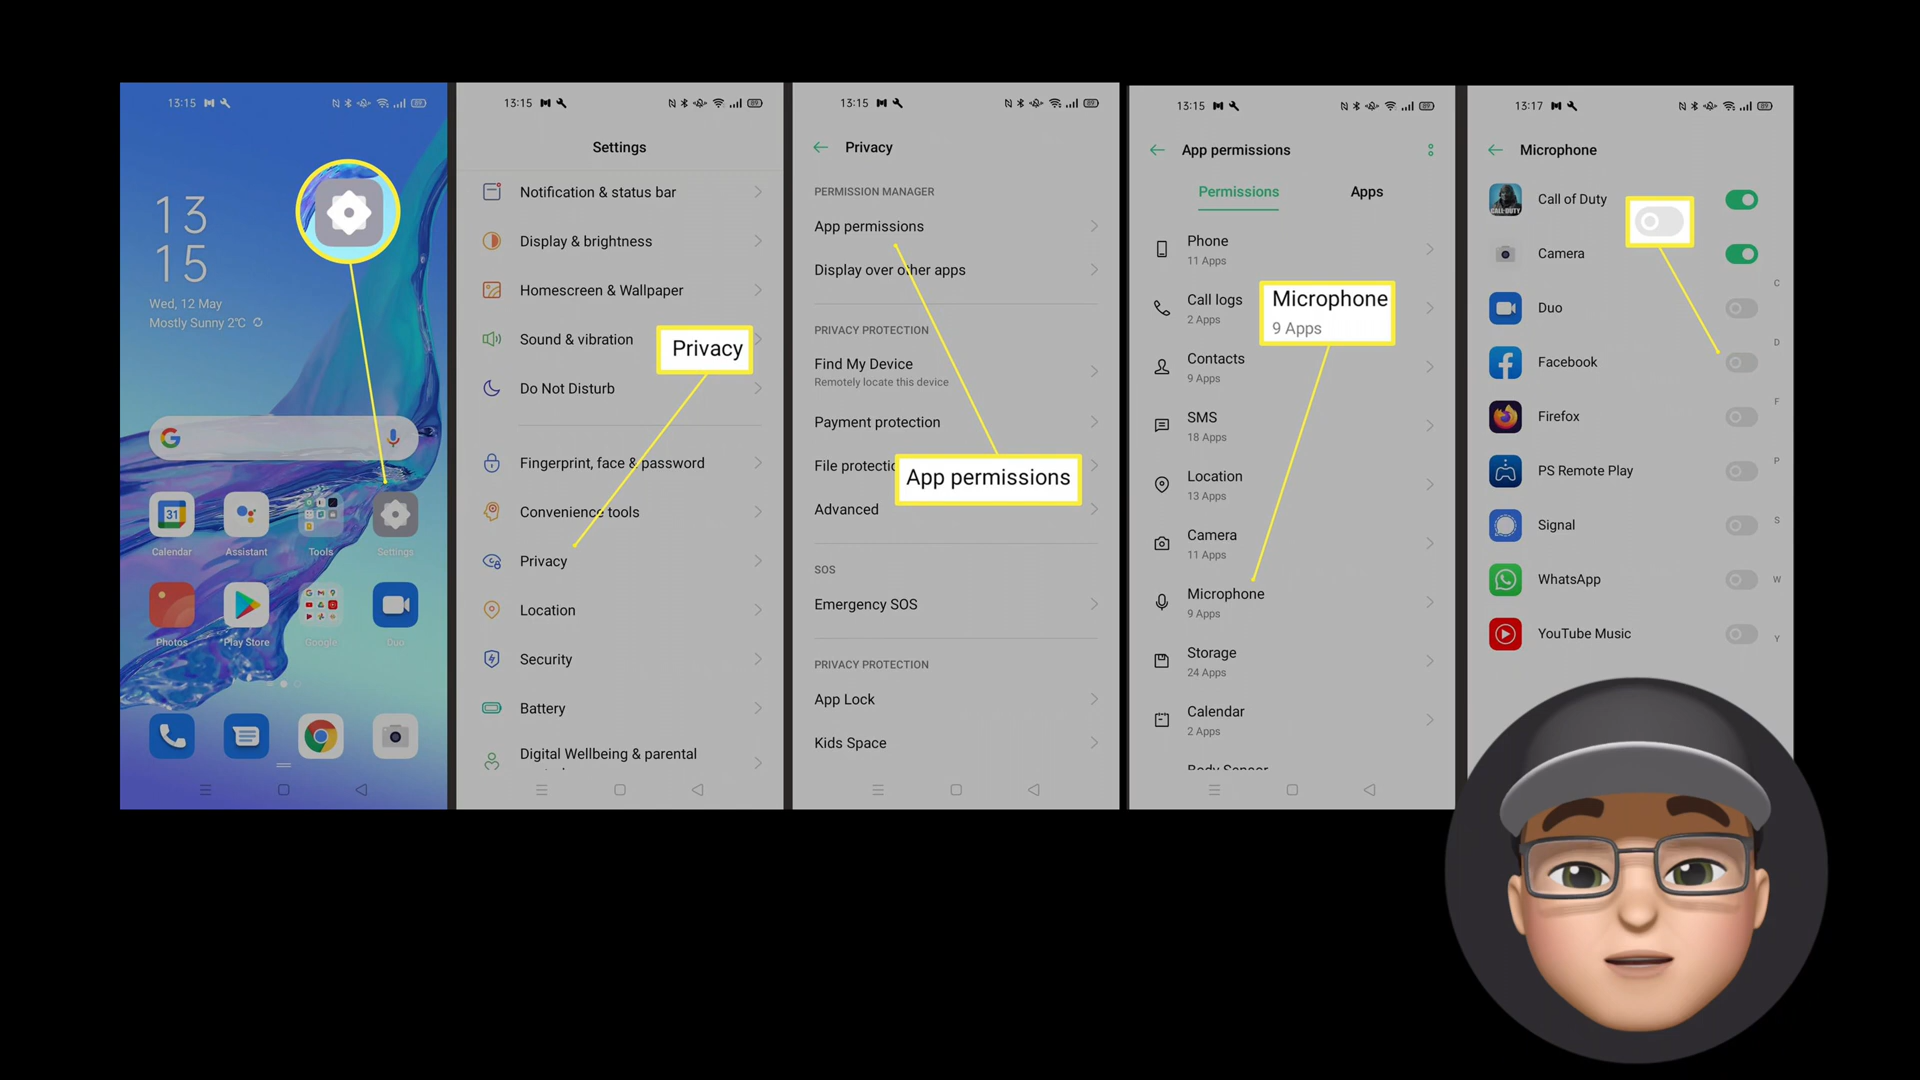 13:15
13
15
Wed, 12 May
Mostly Sunny 2°C
31
Calendar
Assistant
Tools
Settings
Photos
Play Store
Google
Duo
13:15
Settings
Notification & status bar
Display & brightness
Homescreen & Wallpaper
Sound & vibration
Privacy
Do Not Disturb
Fingerprint, face & password
Convenience tools
Privacy
Location
Security
Battery
Digital Wellbeing & parental
13:15
Privacy
PERMISSION MANAGER
App permissions
Display over other apps
PRIVACY PROTECTION
Find My Device
Remotely locate this device
Payment protection
File protectio
App permissions
Advanced
SOS
Emergency SOS
PRIVACY PROTECTION
App Lock
Kids Space
13:15
App permissions
Permissions
Apps
Phone
11 Apps
Call logs
2 Apps
Microphone
9 Apps
Contacts
9 Apps
SMS
18 Apps
Location
13 Apps
Camera
11 Apps
Microphone
9 Apps
Storage
24 Apps
Calendar
2 Apps
Body Sensor
13:17
Microphone
Call of Duty
Camera
C
Duo
D
Facebook
F
Firefox
P
PS Remote Play
S
Signal
W
WhatsApp
Y
YouTube Music